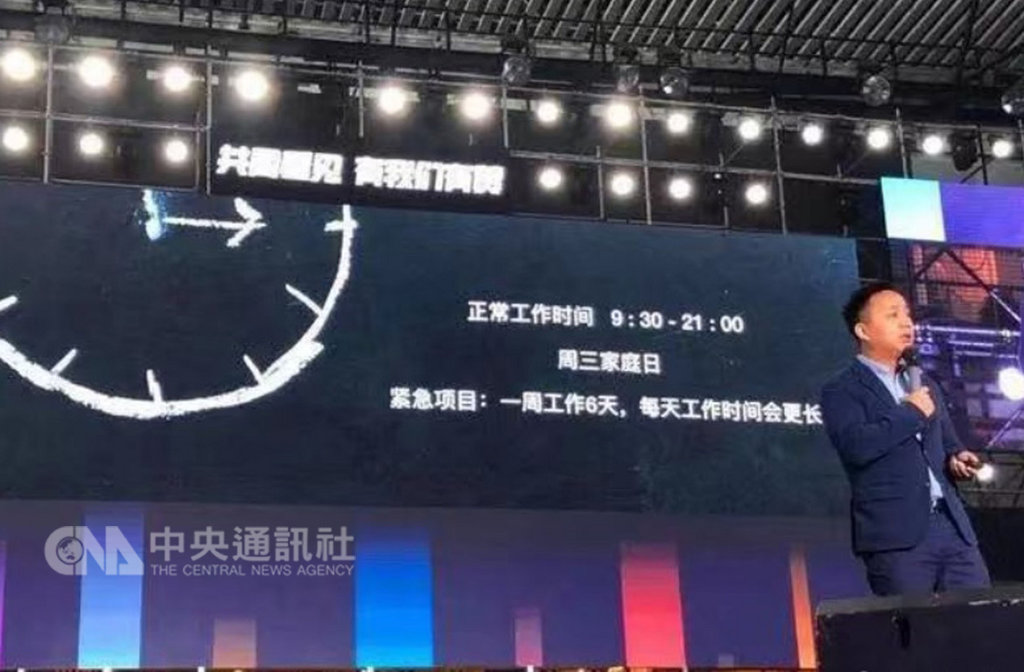 共看看见 有我们有赞
正常工作时间 9:30-21:00
周三家庭日
紧急项目：一周工作6天，每天工作时间会更长
CNA 中央通訊社
THE CENTRAL NEWS AGENCY